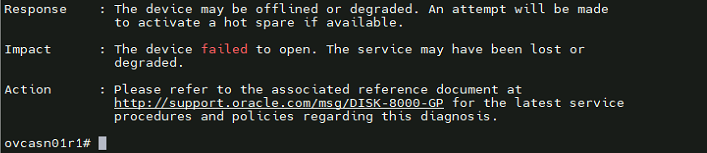 Response    : The device may be offlined or degraded. An attempt will be made
to activate a hot spare if available.
Impact      : The device failed to open. The service may have been lost or
degraded.
Action      : Please refer to the associated reference document at
http://support.oracle.com/msg/DISK-8000-GP for the latest service
procedures and policies regarding this diagnosis.
ovcasn01r1#